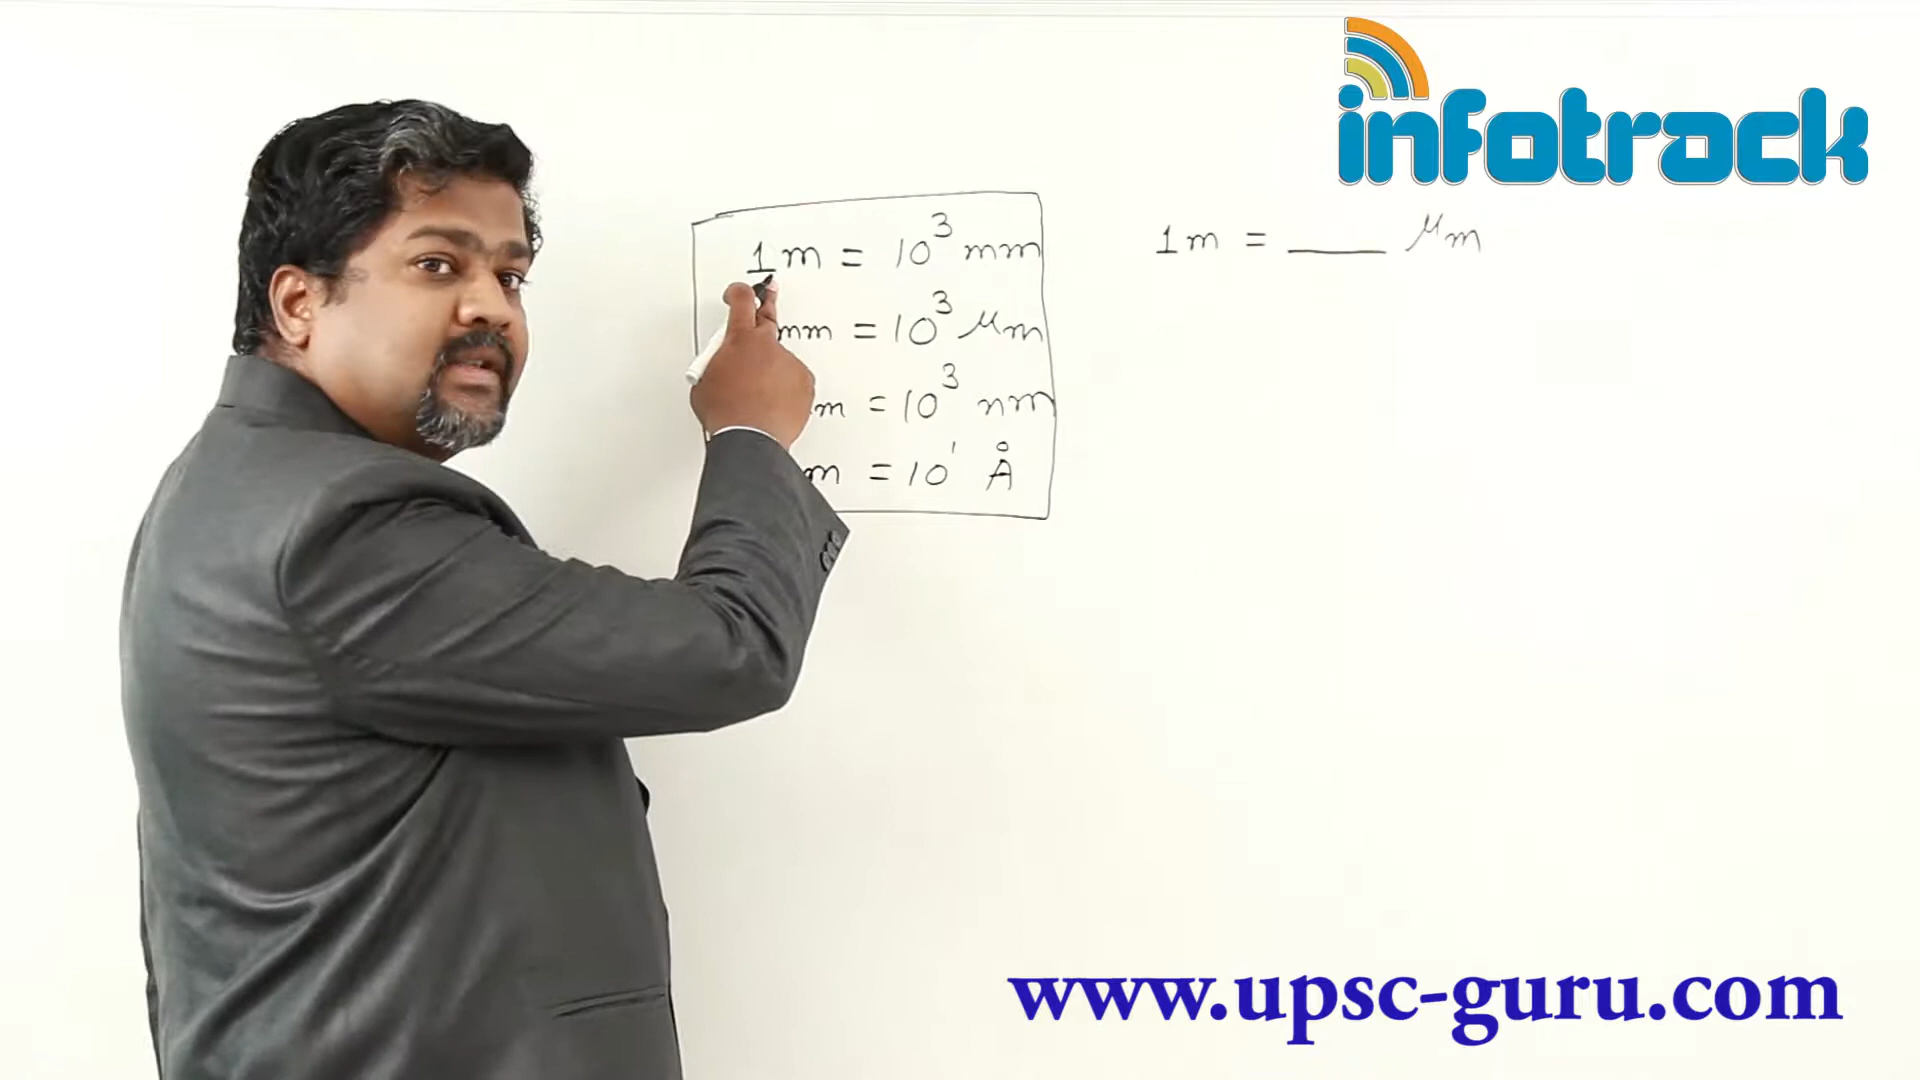 infotrack
1m = 10³ mm
mm = 10³ μm
m = 10³ nm
m = 10¹ Å
1m = ____ μm
www.upsc-guru.com